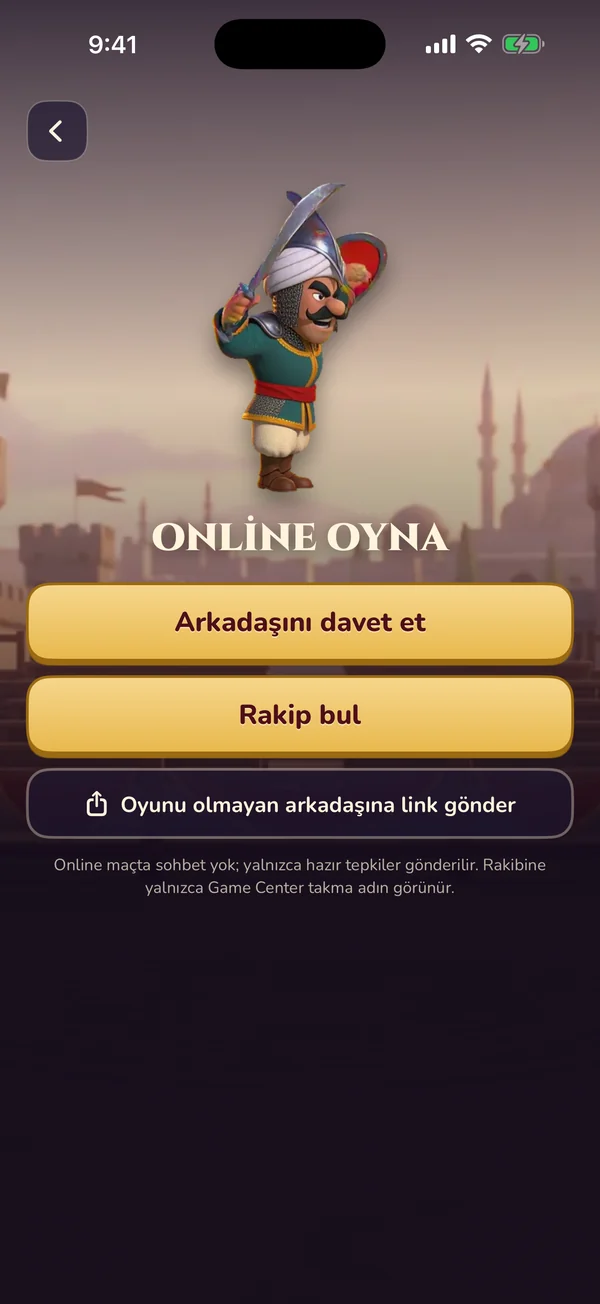 9:41
ONLİNE OYNA
Arkadaşını davet et
Rakip bul
Oyunu olmayan arkadaşına link gönder
Online maçta sohbet yok; yalnızca hazır tepkiler gönderilir. Rakibine
yalnızca Game Center takma adın görünür.